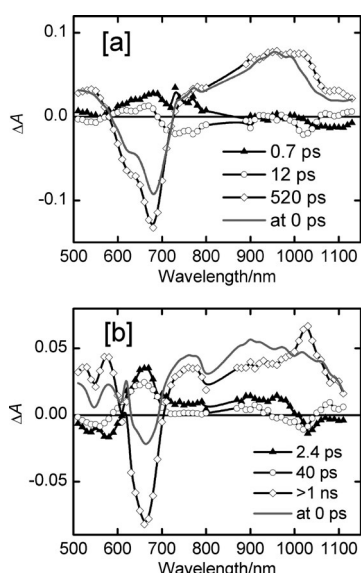 [a]
0.1
0.0
-0.1
ΔA
0.7 ps
12 ps
520 ps
at 0 ps
500 600 700 800 900 1000 1100
Wavelength/nm
[b]
0.05
0.00
-0.05
ΔA
2.4 ps
40 ps
>1 ns
at 0 ps
500 600 700 800 900 1000 1100
Wavelength/nm